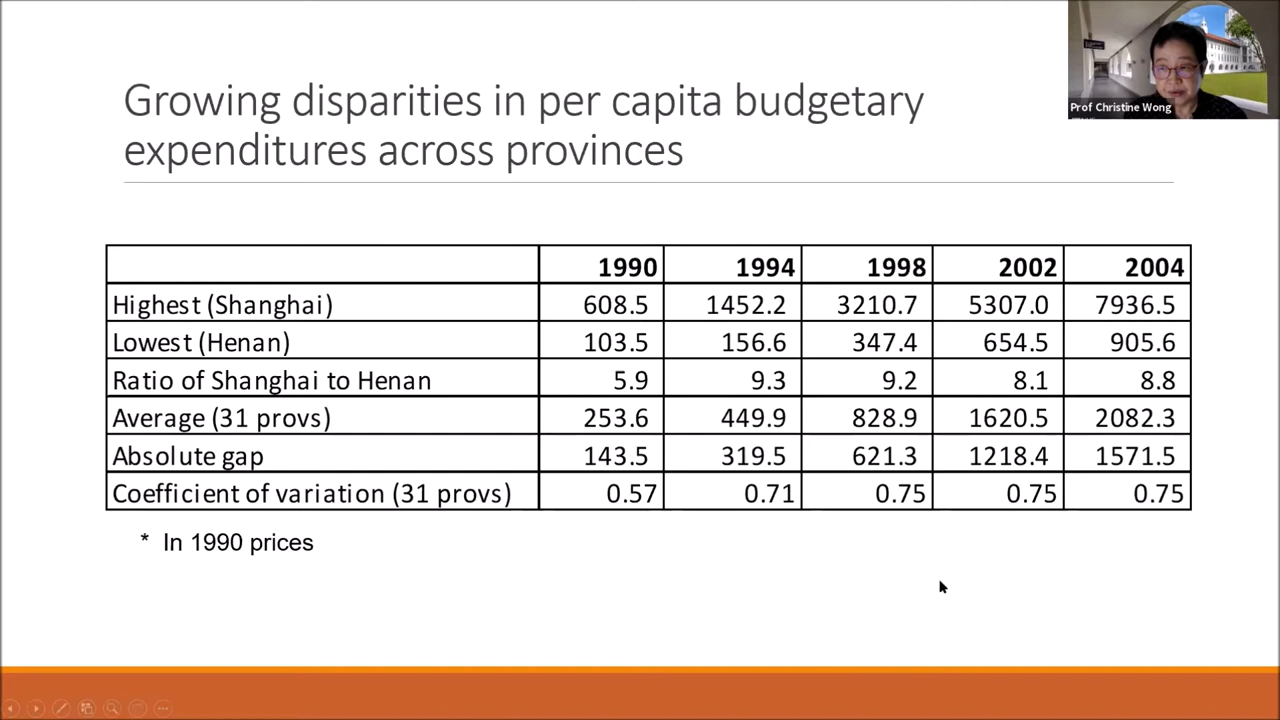 Prof Christine Wong
Growing disparities in per capita budgetary
expenditures across provinces
1990 1994 1998 2002 2004
Highest (Shanghai) 608.5 1452.2 3210.7 5307.0 7936.5
Lowest (Henan) 103.5 156.6 347.4 654.5 905.6
Ratio of Shanghai to Henan 5.9 9.3 9.2 8.1 8.8
Average (31 provs) 253.6 449.9 828.9 1620.5 2082.3
Absolute gap 143.5 319.5 621.3 1218.4 1571.5
Coefficient of variation (31 provs) 0.57 0.71 0.75 0.75 0.75
* In 1990 prices